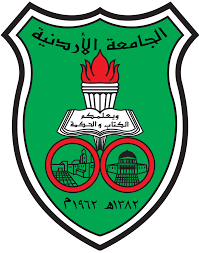 الجامعة الأردنية
ويعلمكم
الكتاب والحكمة
١٣٨٢هـ ١٩٦٢م